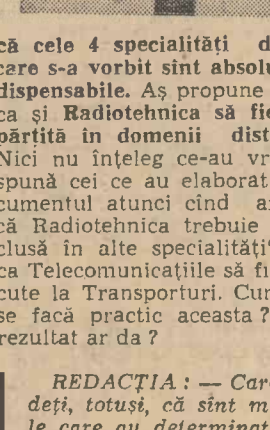 că cele 4 specialități d
care s-a vorbit sînt absolu
dispensabile. Aș propune
ca și Radiotehnica să fie
părțită în domenii dist
Nici nu înțeleg ce-au vr
spună cei ce au elaborat
cumentul atunci cînd a
că Radiotehnica trebuie
clusă în alte specialități
ca Telecomunicațiile să fi
cute la Transporturi. Cum
se facă practic aceasta ?
rezultat ar da ?
REDACȚIA : — Care
deți, totuși, că sînt m
le care au determinat